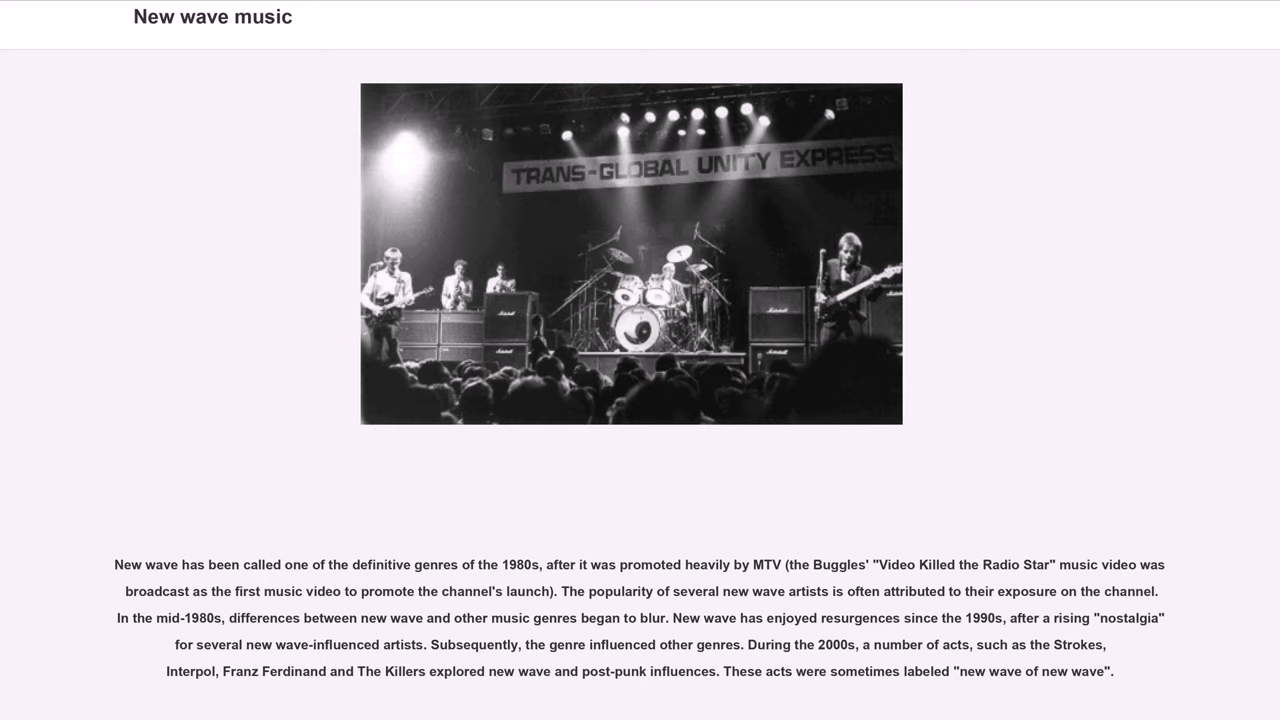 New wave music
TRANS-GLOBAL UNITY EXPRESS
Marshall
Marshall
Marshall
Marshall
New wave has been called one of the definitive genres of the 1980s, after it was promoted heavily by MTV (the Buggles' "Video Killed the Radio Star" music video was
broadcast as the first music video to promote the channel's launch). The popularity of several new wave artists is often attributed to their exposure on the channel.
In the mid-1980s, differences between new wave and other music genres began to blur. New wave has enjoyed resurgences since the 1990s, after a rising "nostalgia"
for several new wave-influenced artists. Subsequently, the genre influenced other genres. During the 2000s, a number of acts, such as the Strokes,
Interpol, Franz Ferdinand and The Killers explored new wave and post-punk influences. These acts were sometimes labeled "new wave of new wave".